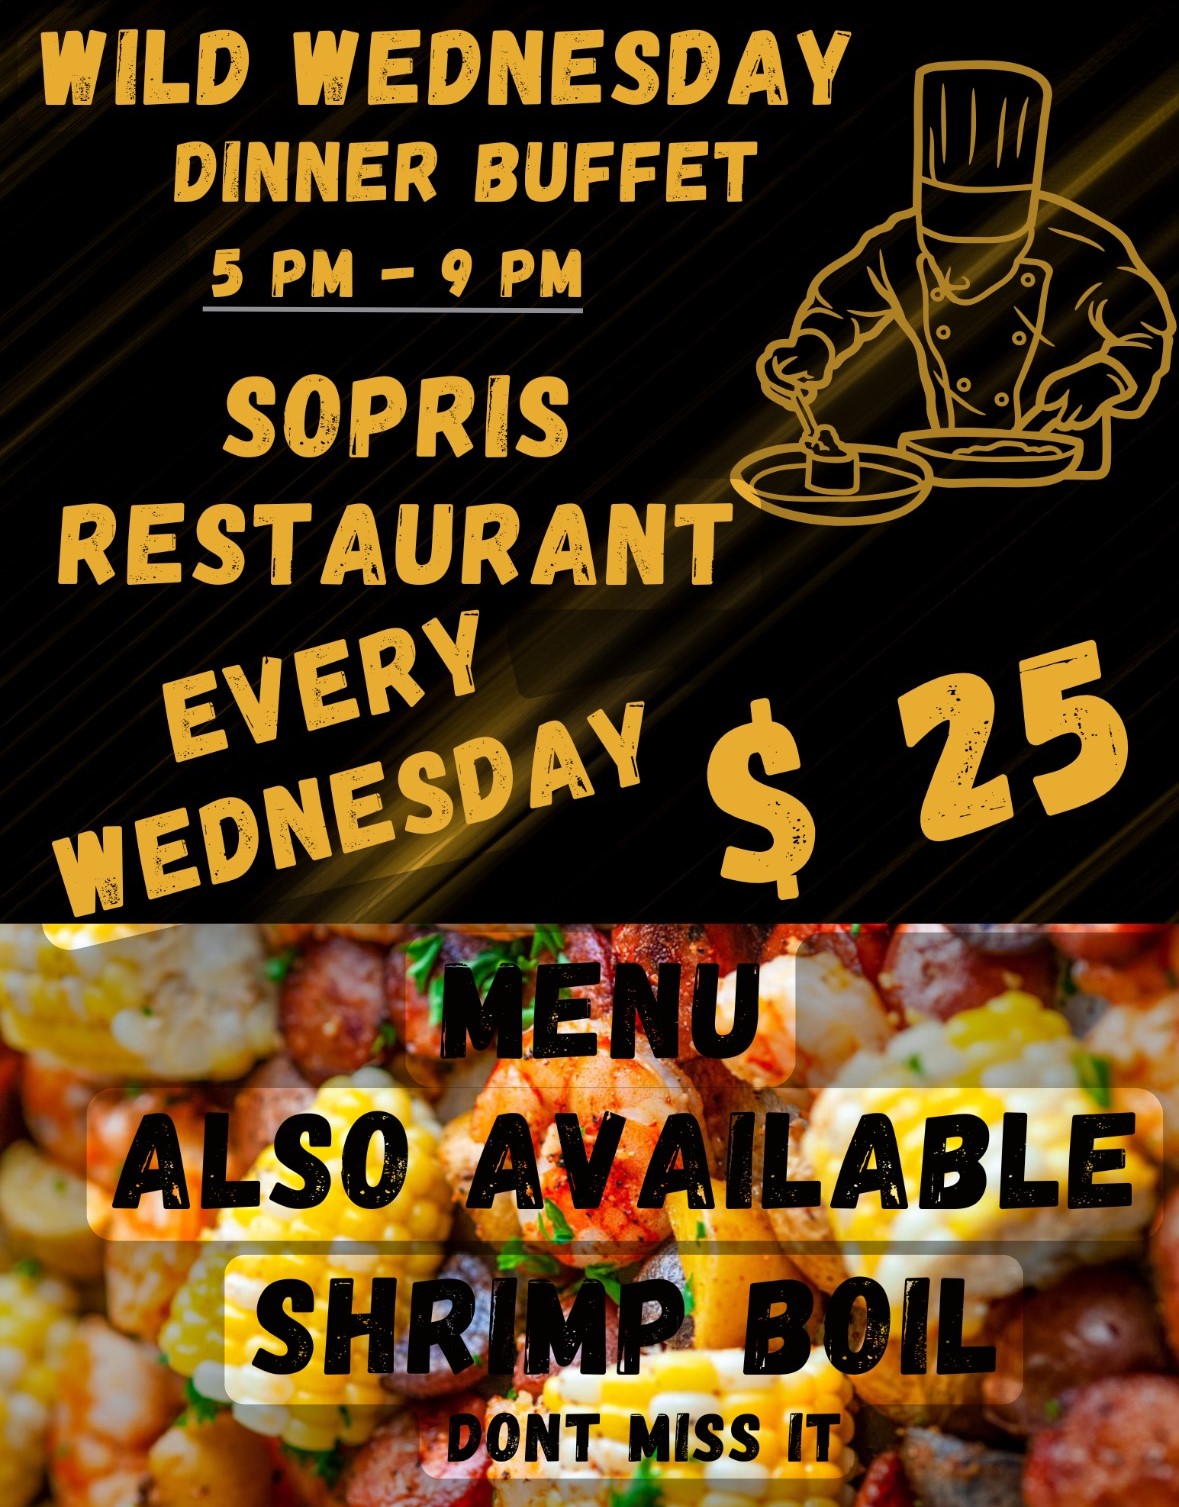 WILD WEDNESDAY
DINNER BUFFET
5 PM – 9 PM
SOPRIS
RESTAURANT
EVERY
WEDNESDAY
$ 25
MENU
ALSO AVAILABLE
SHRIMP BOIL
DONT MISS IT